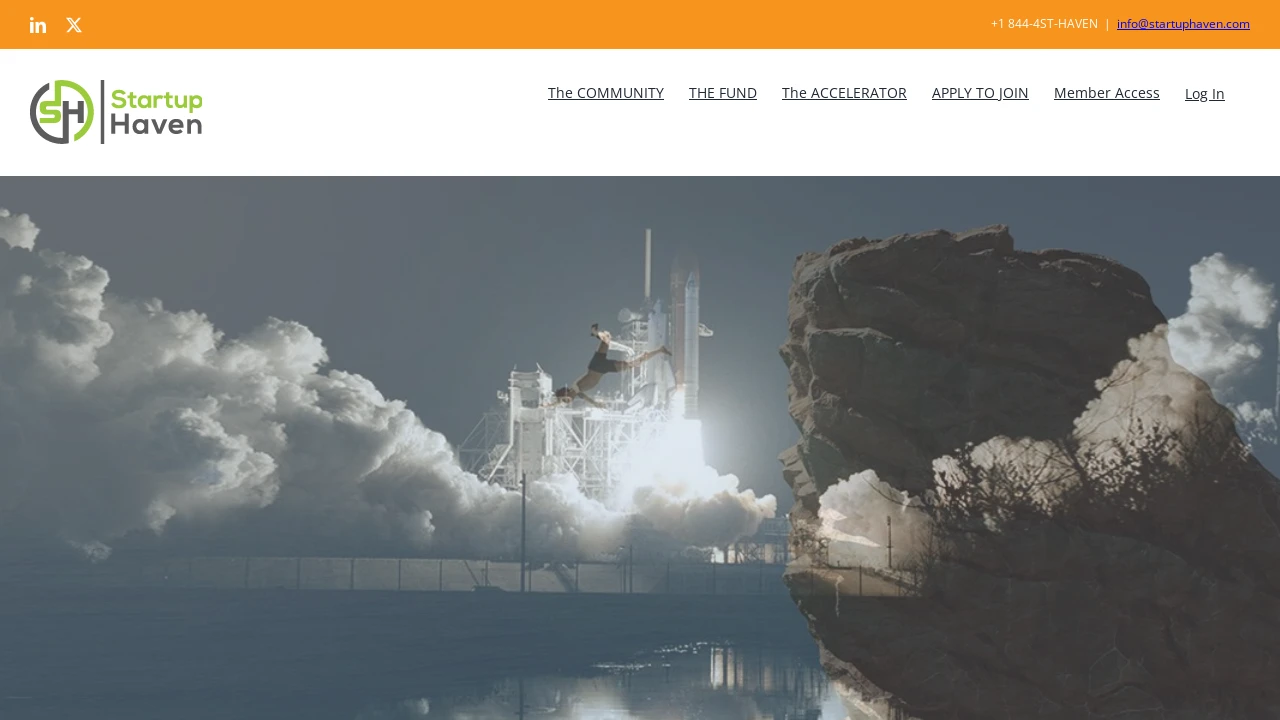 +1 844-4ST-HAVEN | info@startuphaven.com
SH Startup Haven
The COMMUNITY THE FUND The ACCELERATOR APPLY TO JOIN Member Access Log In